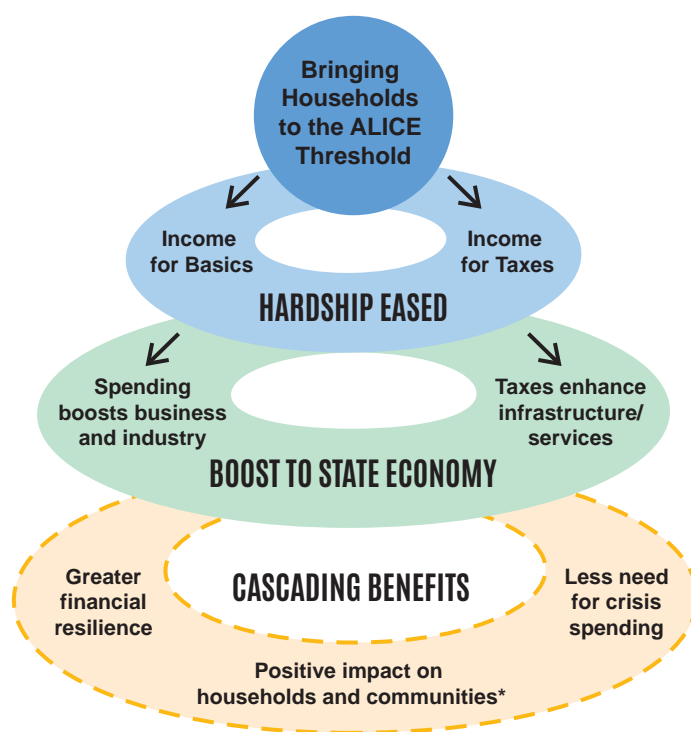 Bringing
Households
to the ALICE
Threshold
Income
for Basics
Income
for Taxes
HARDSHIP EASED
Spending
boosts business
and industry
Taxes enhance
infrastructure/
services
BOOST TO STATE ECONOMY
Greater
financial
resilience
CASCADING BENEFITS
Less need
for crisis
spending
Positive impact on
households and communities*